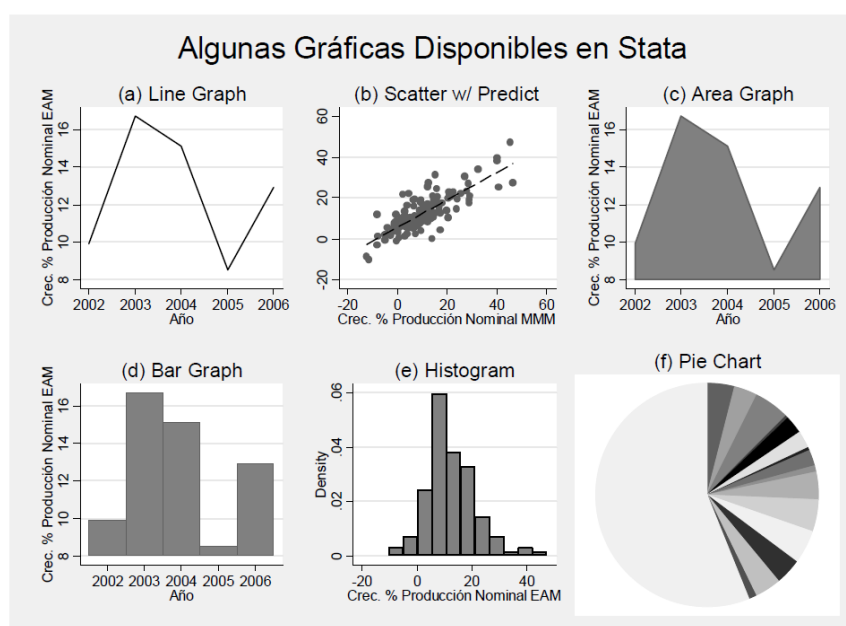 Algunas Gráficas Disponibles en Stata
(a) Line Graph
Crec. % Producción Nominal EAM
16
14
12
10
8
2002 2003 2004 2005 2006
Año
(b) Scatter w/ Predict
60
40
20
0
-20
-20 0 20 40 60
Crec. % Producción Nominal MMM
(c) Area Graph
Crec. % Producción Nominal EAM
16
14
12
10
8
2002 2003 2004 2005 2006
Año
(d) Bar Graph
Crec. % Producción Nominal EAM
16
14
12
10
8
2002 2003 2004 2005 2006
Año
(e) Histogram
Density
.06
.04
.02
0
-20 0 20 40
Crec. % Producción Nominal EAM
(f) Pie Chart